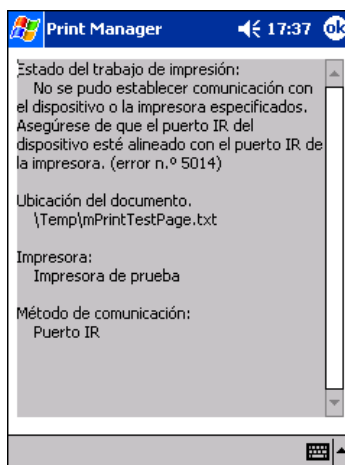 Print Manager 17:37 ok
Estado del trabajo de impresión:
No se pudo establecer comunicación con
el dispositivo o la impresora especificados.
Asegúrese de que el puerto IR del
dispositivo esté alineado con el puerto IR de
la impresora. (error n.º 5014)
Ubicación del documento.
\Temp\mPrintTestPage.txt
Impresora:
Impresora de prueba
Método de comunicación:
Puerto IR